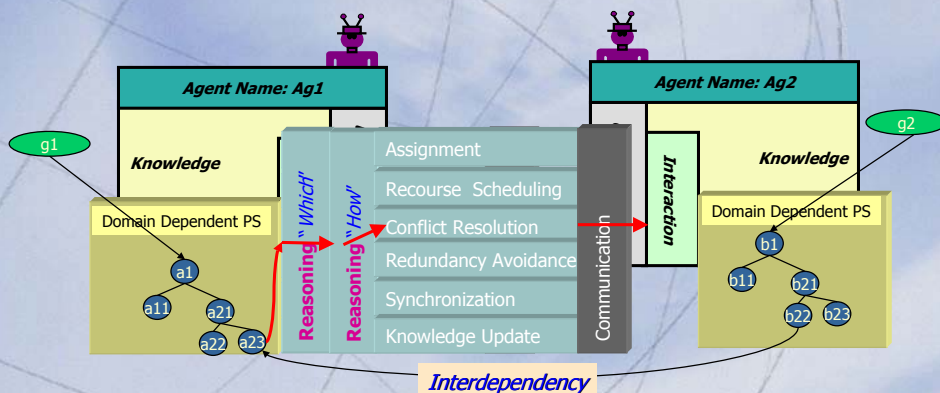 Agent Name: Ag1
Agent Name: Ag2
g1
g2
Knowledge
Knowledge
Domain Dependent PS
a1
a11
a21
a22
a23
Reasoning "Which"
Reasoning "How"
Assignment
Recourse Scheduling
Conflict Resolution
Redundancy Avoidance
Synchronization
Knowledge Update
Communication
Interaction
Domain Dependent PS
b1
b11
b21
b22
b23
Interdependency